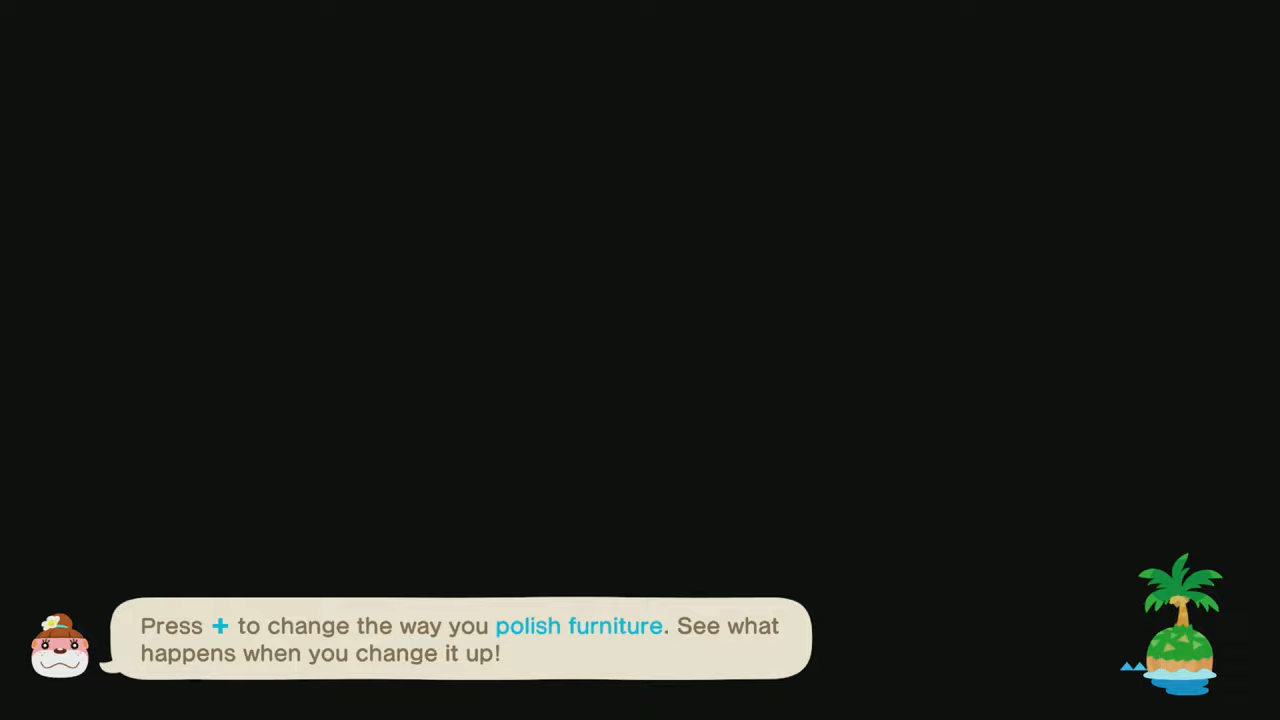 Press + to change the way you polish furniture. See what
happens when you change it up!